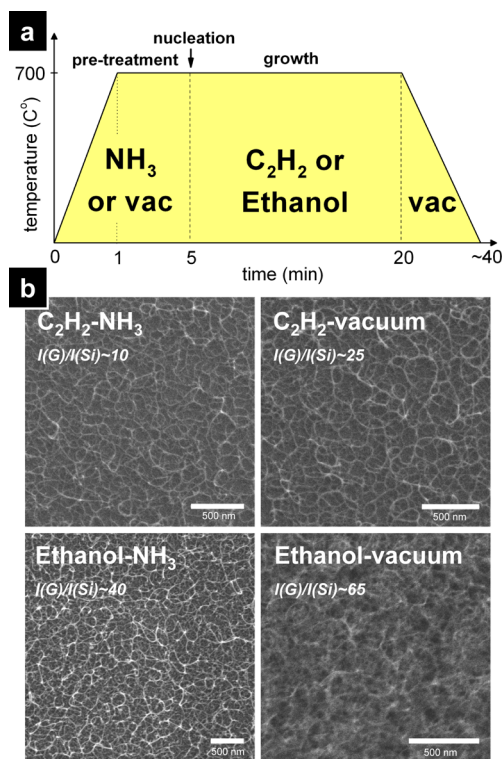 a
nucleation
pre-treatment
growth
700
temperature (C°)
NH₃
or vac
C₂H₂ or
Ethanol
vac
0
1
5
20
~40
time (min)
b
C₂H₂-NH₃
I(G)/I(Si)~10
500 nm
C₂H₂-vacuum
I(G)/I(Si)~25
500 nm
Ethanol-NH₃
I(G)/I(Si)~40
500 nm
Ethanol-vacuum
I(G)/I(Si)~65
500 nm